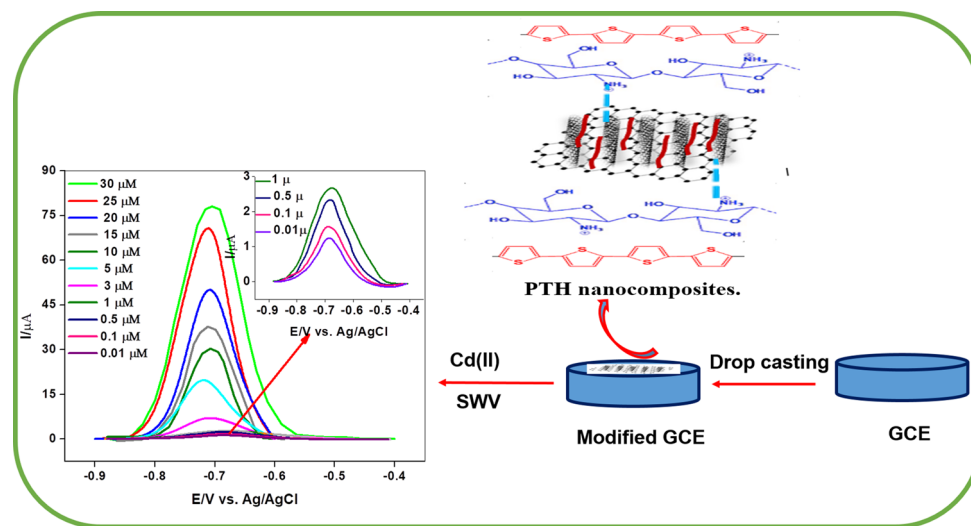 S S S S
OH
HO
NH₃
⊕
NH₃
HO
OH
OH
HO
NH₃
HO
NH₃
OH
S S S S
PTH nanocomposites.
Drop casting
GCE
Modified GCE
Cd(II)
SWV
I/µA
90
75
60
45
30
15
0
30 µM
25 µM
20 µM
15 µM
10 µM
5 µM
3 µM
1 µM
0.5 µM
0.1 µM
0.01 µM
-0.9 -0.8 -0.7 -0.6 -0.5 -0.4
E/V vs. Ag/AgCl
I/µA
3
2
1
0
1 µ
0.5 µ
0.1 µ
0.01µ
-0.9 -0.8 -0.7 -0.6 -0.5 -0.4
E/V vs. Ag/AgCl